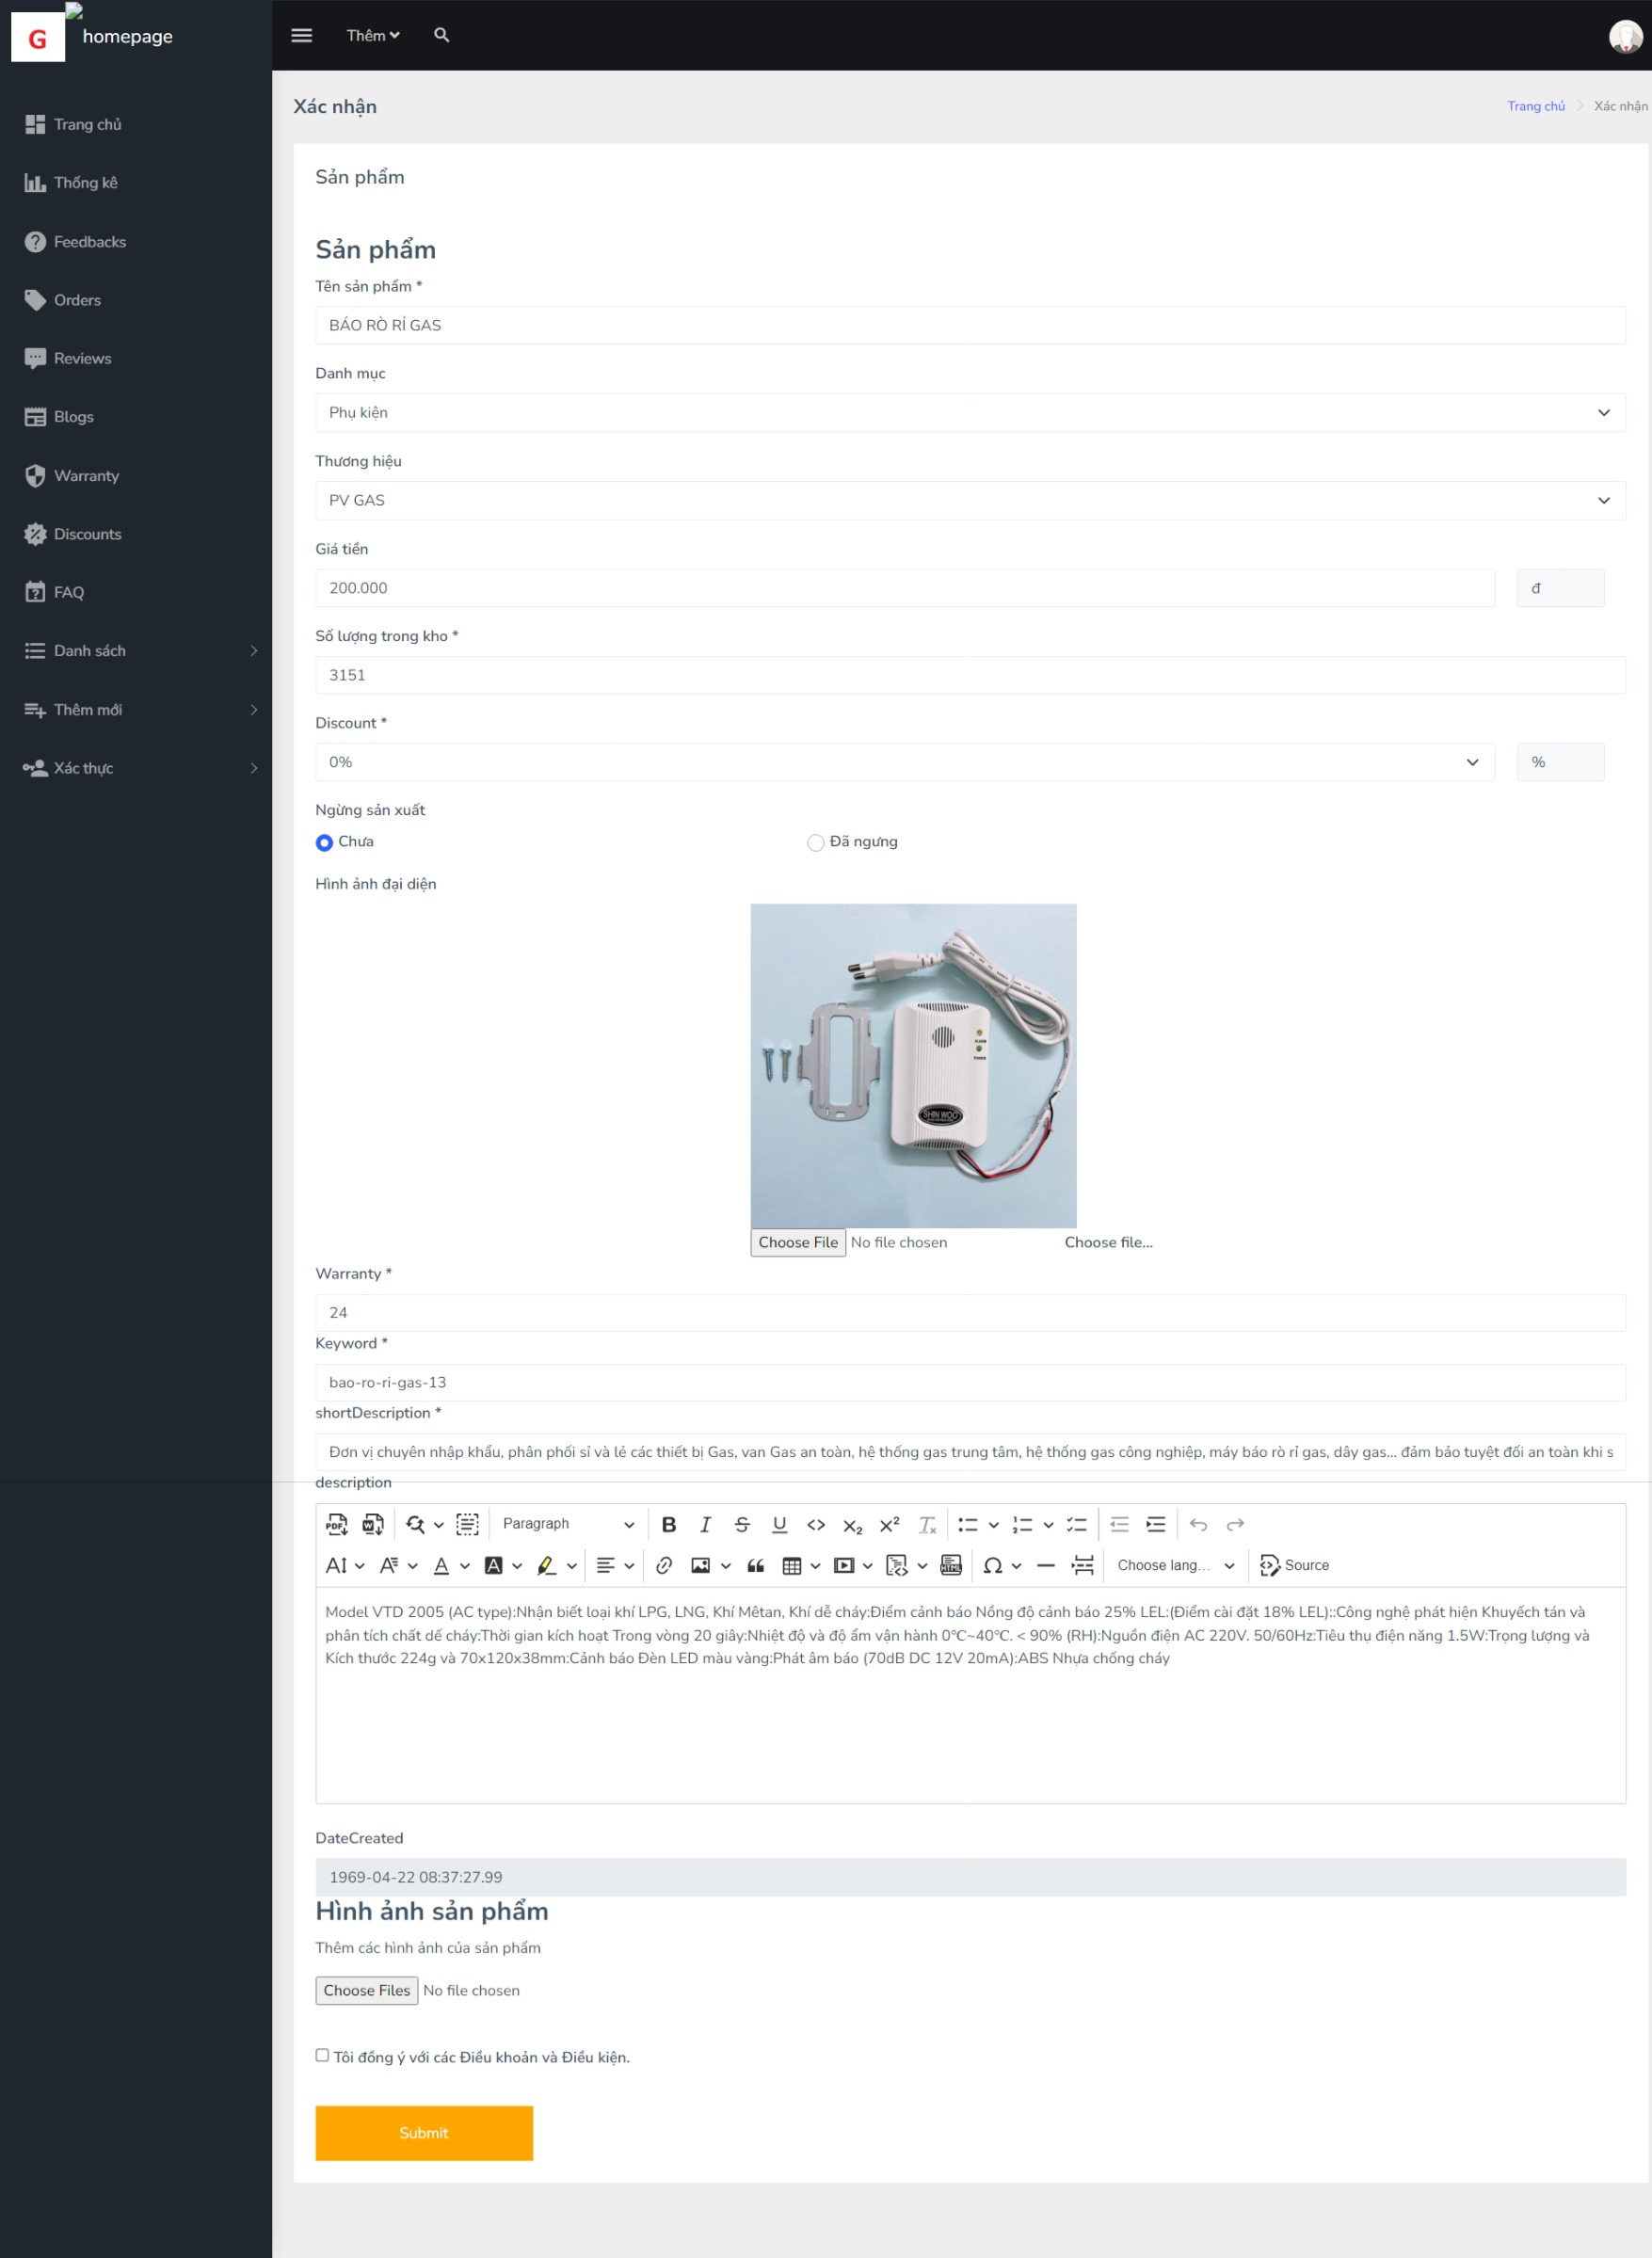 G
homepage
Thêm
Trang chủ
Thống kê
Feedbacks
Orders
Reviews
Blogs
Warranty
Discounts
FAQ
Danh sách
Thêm mới
Xác thực
Xác nhận
Trang chủ > Xác nhận
Sản phẩm
Sản phẩm
Tên sản phẩm *
BÁO RÒ RỈ GAS
Danh mục
Phụ kiện
Thương hiệu
PV GAS
Giá tiền
200.000 đ
Số lượng trong kho *
3151
Discount *
0% %
Ngừng sản xuất
Chưa Đã ngưng
Hình ảnh đại diện
ALARM
POWER
SHIN WOO
Choose File No file chosen Choose file...
Warranty *
24
Keyword *
bao-ro-ri-gas-13
shortDescription *
Đơn vị chuyên nhập khẩu, phân phối sỉ và lẻ các thiết bị Gas, van Gas an toàn, hệ thống gas trung tâm, hệ thống gas công nghiệp, máy báo rò rỉ gas, dây gas... đảm bảo tuyệt đối an toàn khi s
description
Paragraph
Choose lang... Source
Model VTD 2005 (AC type):Nhận biết loại khí LPG, LNG, Khí Mêtan, Khí dễ cháy:Điểm cảnh báo Nồng độ cảnh báo 25% LEL:(Điểm cài đặt 18% LEL)::Công nghệ phát hiện Khuyếch tán và
phân tích chất dế cháy:Thời gian kích hoạt Trong vòng 20 giây:Nhiệt độ và độ ẩm vận hành 0℃~40℃. < 90% (RH):Nguồn điện AC 220V. 50/60Hz:Tiêu thụ điện năng 1.5W:Trọng lượng và
Kích thước 224g và 70x120x38mm:Cảnh báo Đèn LED màu vàng:Phát âm báo (70dB DC 12V 20mA):ABS Nhựa chống cháy
DateCreated
1969-04-22 08:37:27.99
Hình ảnh sản phẩm
Thêm các hình ảnh của sản phẩm
Choose Files No file chosen
Tôi đồng ý với các Điều khoản và Điều kiện.
Submit